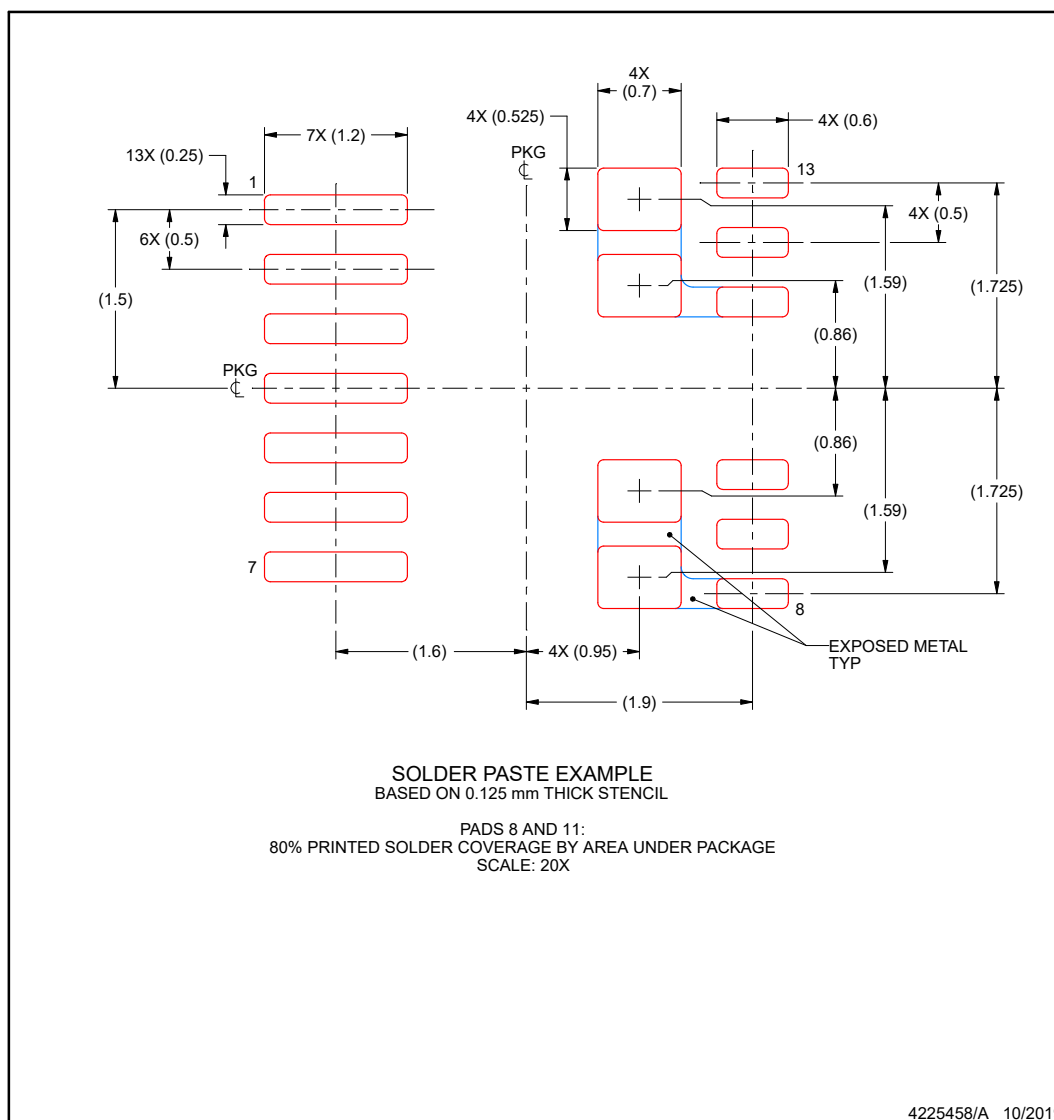 4X
(0.7)
4X (0.525)
4X (0.6)
7X (1.2)
13X (0.25)
PKG
℄
1
13
6X (0.5)
4X (0.5)
(1.5)
(1.59)
(1.725)
(0.86)
PKG
℄
(0.86)
(1.59)
(1.725)
7
8
EXPOSED METAL
TYP
(1.6)
4X (0.95)
(1.9)
SOLDER PASTE EXAMPLE
BASED ON 0.125 mm THICK STENCIL
PADS 8 AND 11:
80% PRINTED SOLDER COVERAGE BY AREA UNDER PACKAGE
SCALE: 20X
4225458/A 10/201